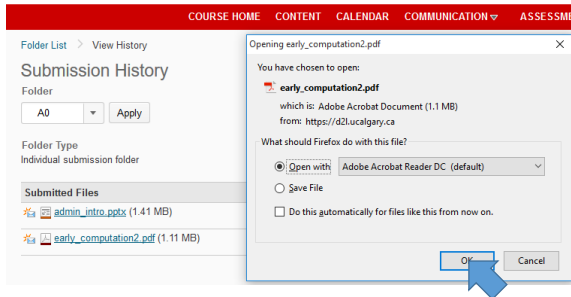 COURSE HOME CONTENT CALENDAR COMMUNICATION ASSESSME
Folder List > View History
Submission History
Folder
A0 Apply
Folder Type
Individual submission folder
Submitted Files
admin_intro.pptx (1.41 MB)
early_computation2.pdf (1.11 MB)
Opening early_computation2.pdf
You have chosen to open:
early_computation2.pdf
which is: Adobe Acrobat Document (1.1 MB)
from: https://d2l.ucalgary.ca
What should Firefox do with this file?
Open with Adobe Acrobat Reader DC (default)
Save File
Do this automatically for files like this from now on.
OK Cancel